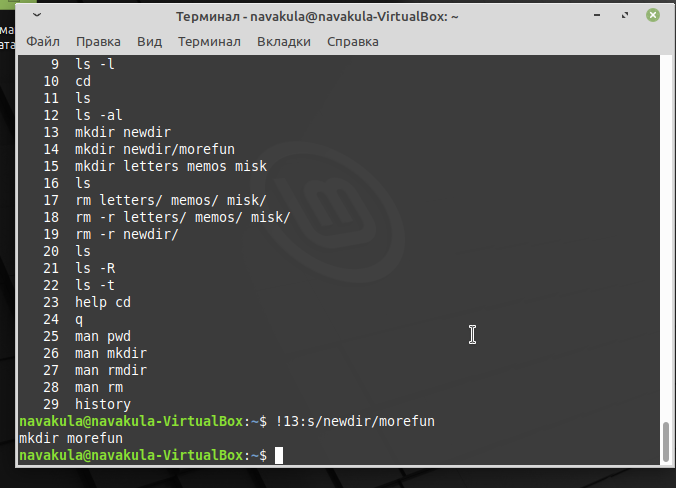 ма
ата
Терминал - navakula@navakula-VirtualBox: ~
Файл Правка Вид Терминал Вкладки Справка
9 ls -l
10 cd
11 ls
12 ls -al
13 mkdir newdir
14 mkdir newdir/morefun
15 mkdir letters memos misk
16 ls
17 rm letters/ memos/ misk/
18 rm -r letters/ memos/ misk/
19 rm -r newdir/
20 ls
21 ls -R
22 ls -t
23 help cd
24 q
25 man pwd
26 man mkdir
27 man rmdir
28 man rm
29 history
navakula@navakula-VirtualBox:~$ !13:s/newdir/morefun
mkdir morefun
navakula@navakula-VirtualBox:~$